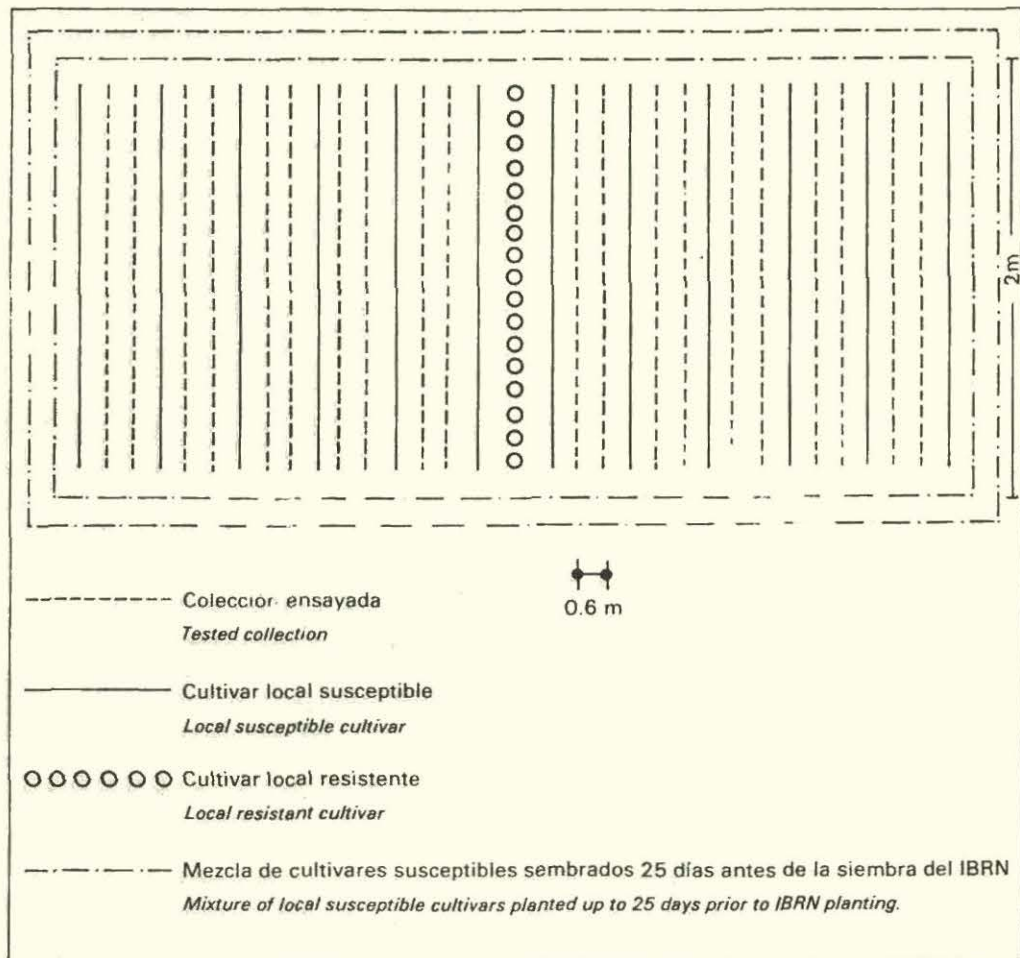 2m
0.6 m
Colección ensayada
Tested collection
Cultivar local susceptible
Local susceptible cultivar
Cultivar local resistente
Local resistant cultivar
Mezcla de cultivares susceptibles sembrados 25 días antes de la siembra del IBRN
Mixture of local susceptible cultivars planted up to 25 days prior to IBRN planting.